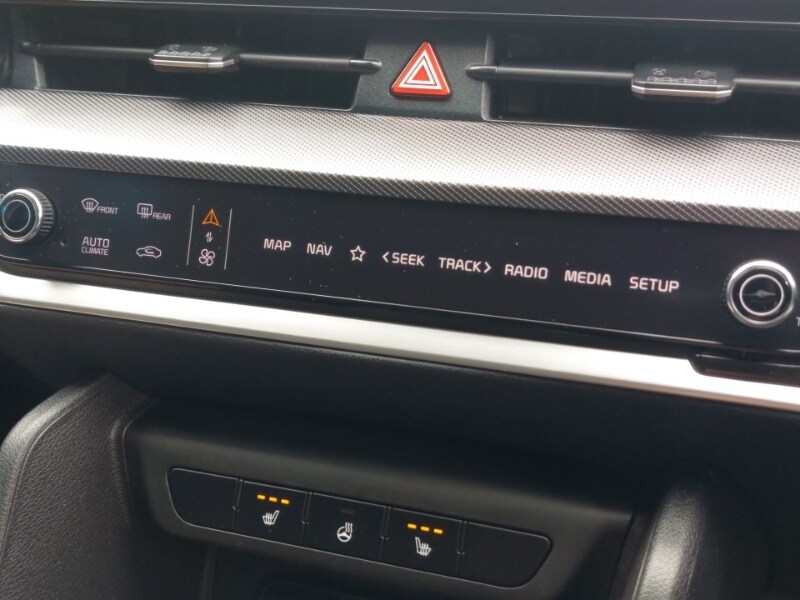 FRONT REAR
AUTO
CLIMATE
MAP NAV <SEEK TRACK> RADIO MEDIA SETUP